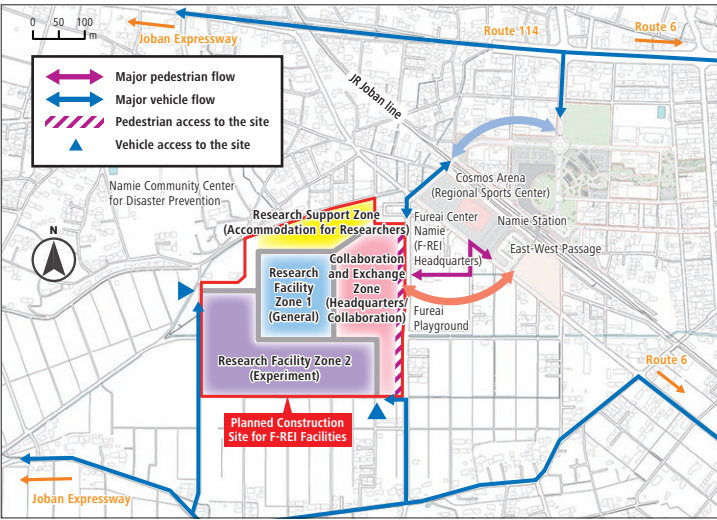 0 50 100
m
Joban Expressway
Route 114
Route 6
Major pedestrian flow
Major vehicle flow
Pedestrian access to the site
Vehicle access to the site
JR Joban line
Namie Community Center
for Disaster Prevention
Cosmos Arena
(Regional Sports Center)
N
Research Support Zone
(Accommodation for Researchers)
Fureai Center
Namie
(F-REI
Headquarters)
Namie Station
East-West Passage
Research
Facility
Zone 1
(General)
Collaboration
and Exchange
Zone
(Headquarters/
Collaboration)
Fureai
Playground
Research Facility Zone 2
(Experiment)
Route 6
Planned Construction
Site for F-REI Facilities
Joban Expressway